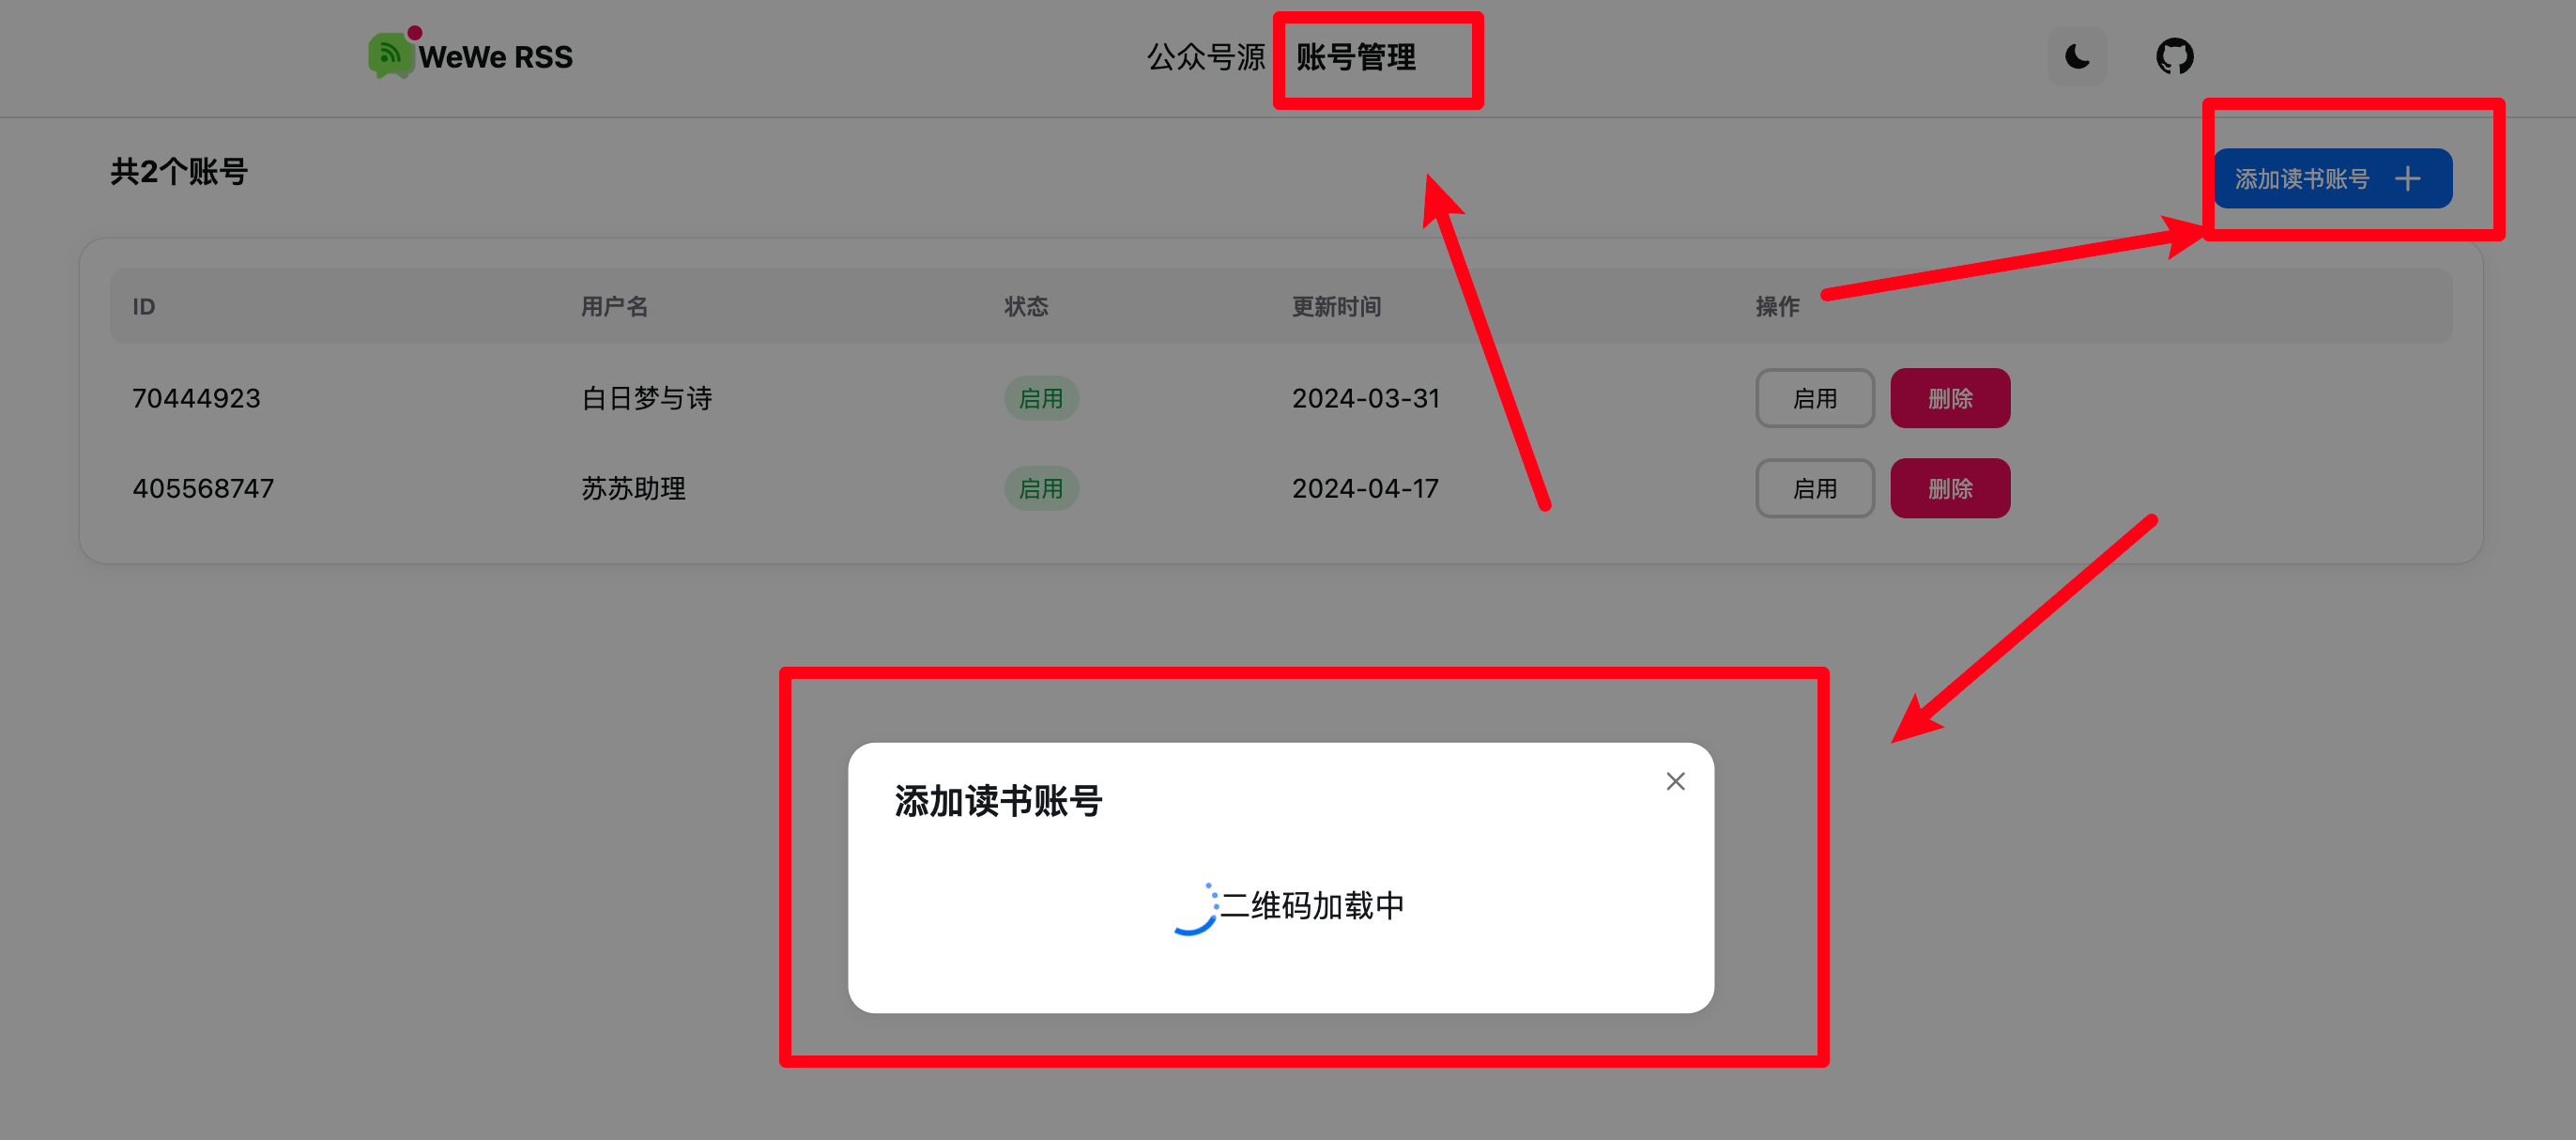 WeWe RSS
公众号源 账号管理
共2个账号
添加读书账号
ID 用户名 状态 更新时间 操作
70444923 白日梦与诗 启用 2024-03-31 启用 删除
405568747 苏苏助理 启用 2024-04-17 启用 删除
添加读书账号
二维码加载中